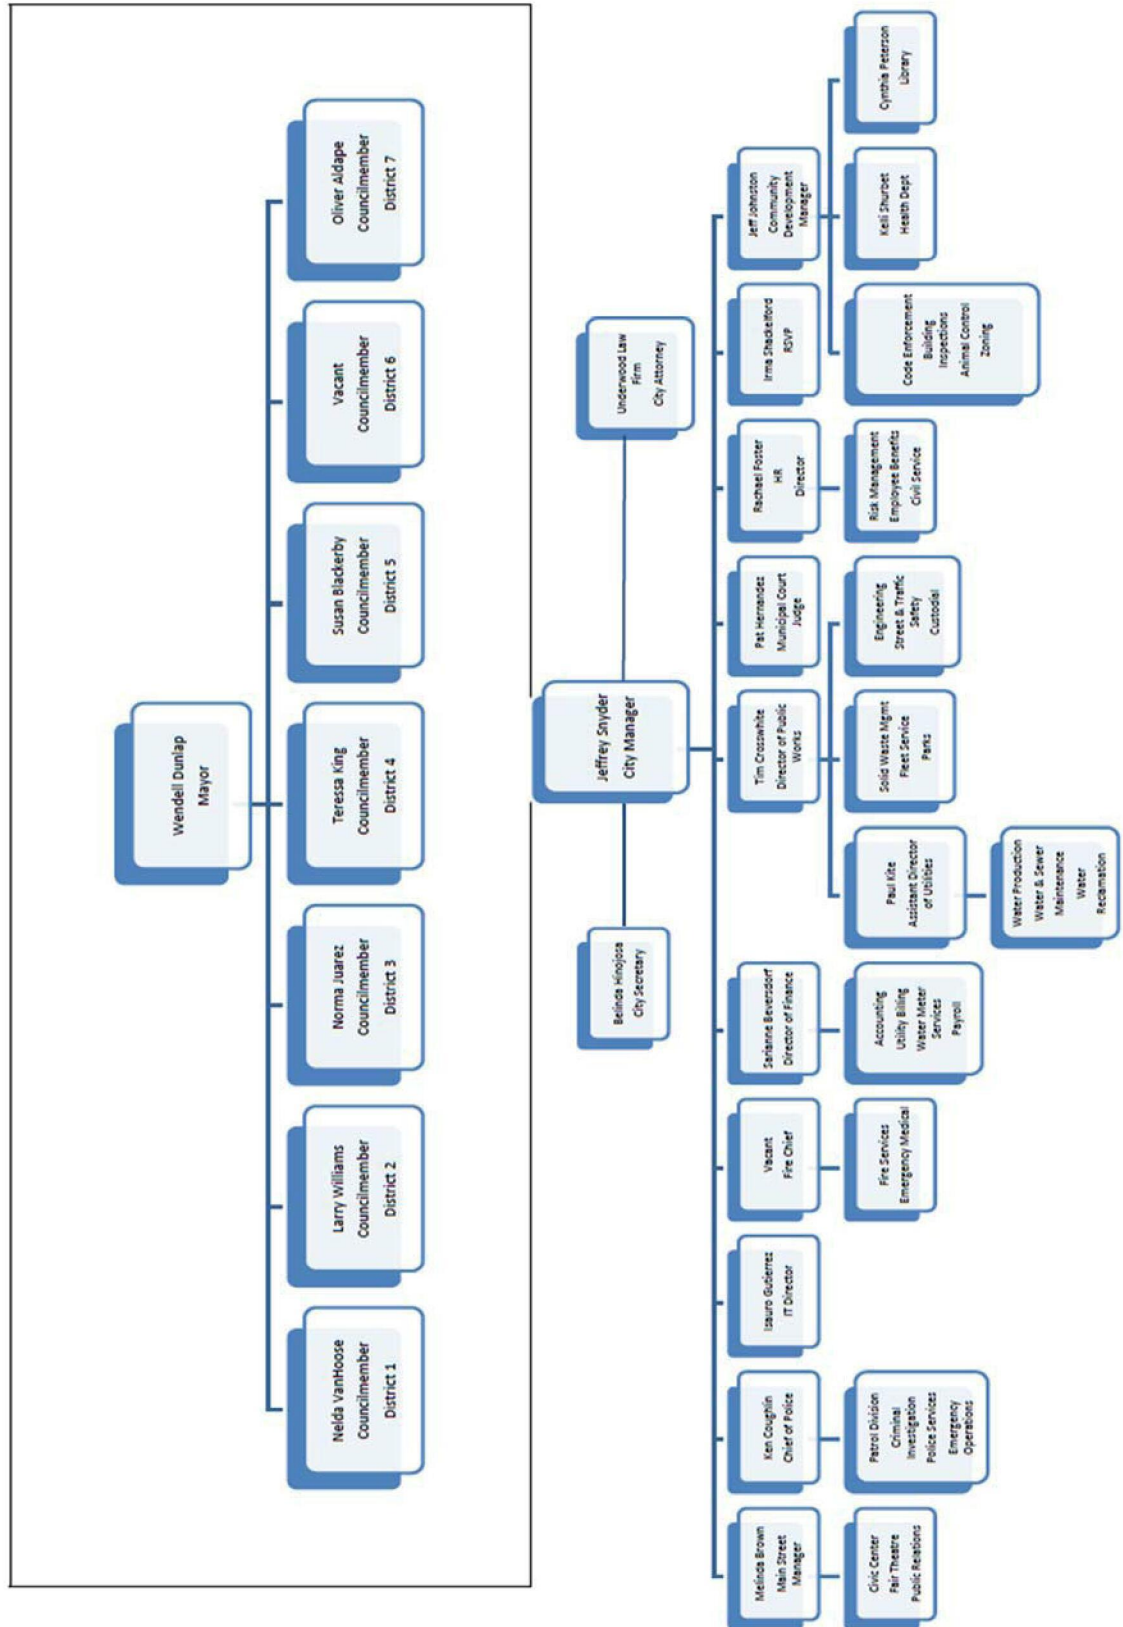 Wendell Dunlap
Mayor
Nelda VanHoose
Councilmember
District 1
Larry Williams
Councilmember
District 2
Norma Juarez
Councilmember
District 3
Teressa King
Councilmember
District 4
Susan Blackerby
Councilmember
District 5
Vacant
Councilmember
District 6
Oliver Aldape
Councilmember
District 7
Jeffrey Snyder
City Manager
Belinda Hinojosa
City Secretary
Underwood Law
Firm
City Attorney
Melinda Brown
Main Street
Manager
Ken Coughlin
Chief of Police
Isauro Gutierrez
IT Director
Vacant
Fire Chief
Sarianne Beversdorf
Director of Finance
Tim Crosswhite
Director of Public
Works
Pat Hernandez
Municipal Court
Judge
Rachael Foster
HR
Director
Irma Shackelford
RSVP
Jeff Johnston
Community
Development
Manager
Civic Center
Fair Theatre
Public Relations
Patrol Division
Criminal
Investigation
Police Services
Emergency
Operations
Fire Services
Emergency Medical
Accounting
Utility Billing
Water Meter
Services
Payroll
Paul Kite
Assistant Director
of Utilities
Solid Waste Mgmt
Fleet Service
Parks
Engineering
Street & Traffic
Safety
Custodial
Risk Management
Employee Benefits
Civil Service
Code Enforcement
Building
Inspections
Animal Control
Zoning
Kelli Shurbet
Health Dept
Cynthia Peterson
Library
Water Production
Water & Sewer
Maintenance
Water
Reclamation